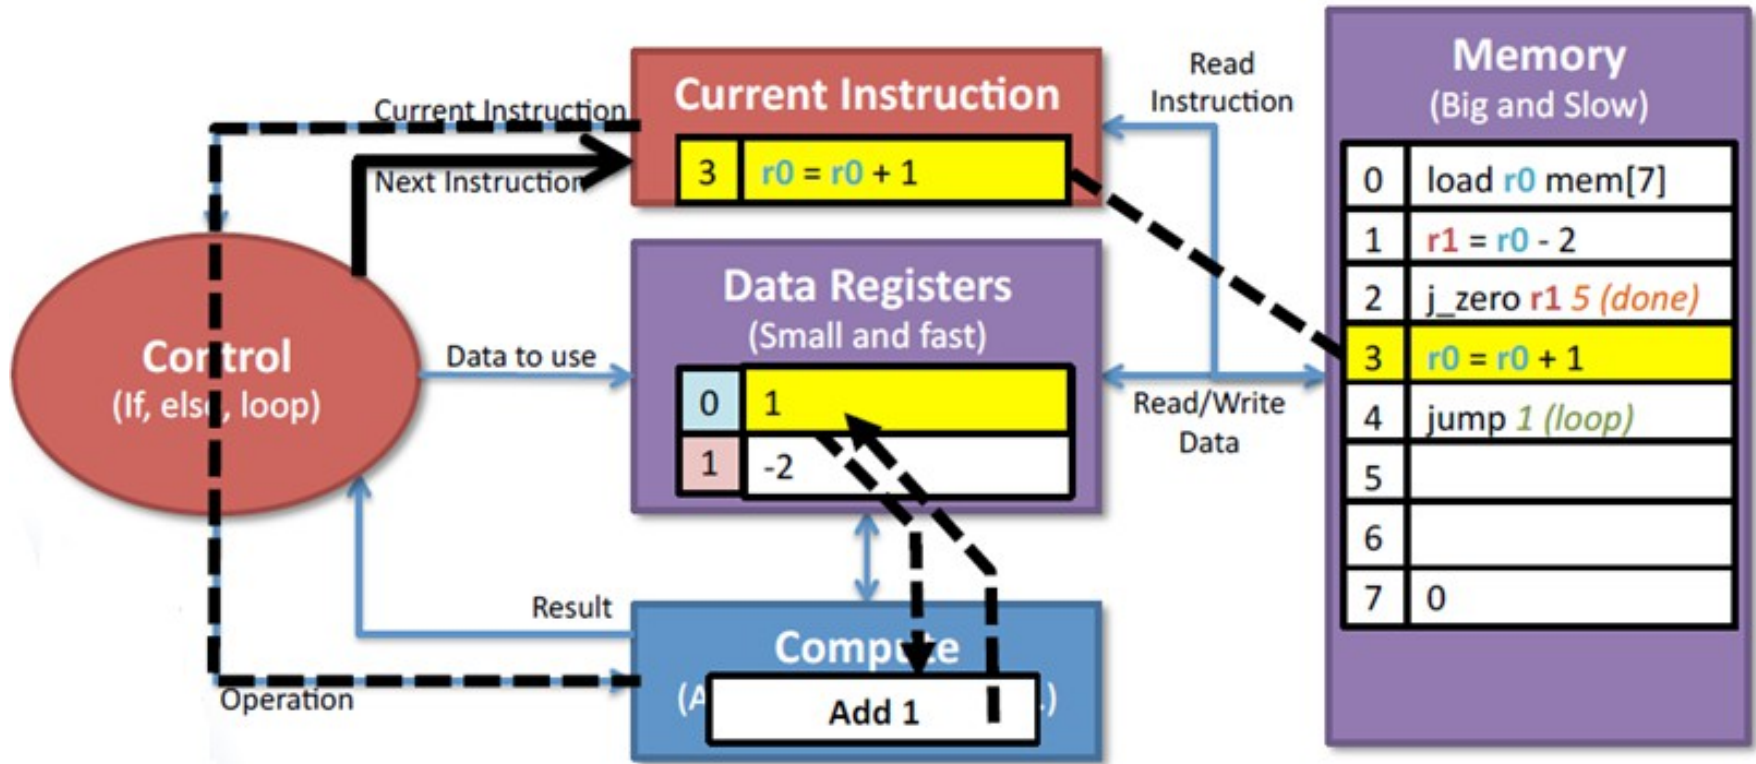 Current Instruction
3 r0 = r0 + 1
Current Instruction
Next Instruction
Read
Instruction
Memory
(Big and Slow)
0 load r0 mem[7]
1 r1 = r0 - 2
2 j_zero r1 5 (done)
3 r0 = r0 + 1
4 jump 1 (loop)
5
6
7 0
Data Registers
(Small and fast)
0 1
1 -2
Control
(If, else, loop)
Data to use
Read/Write
Data
Result
Operation
Compute
Add 1